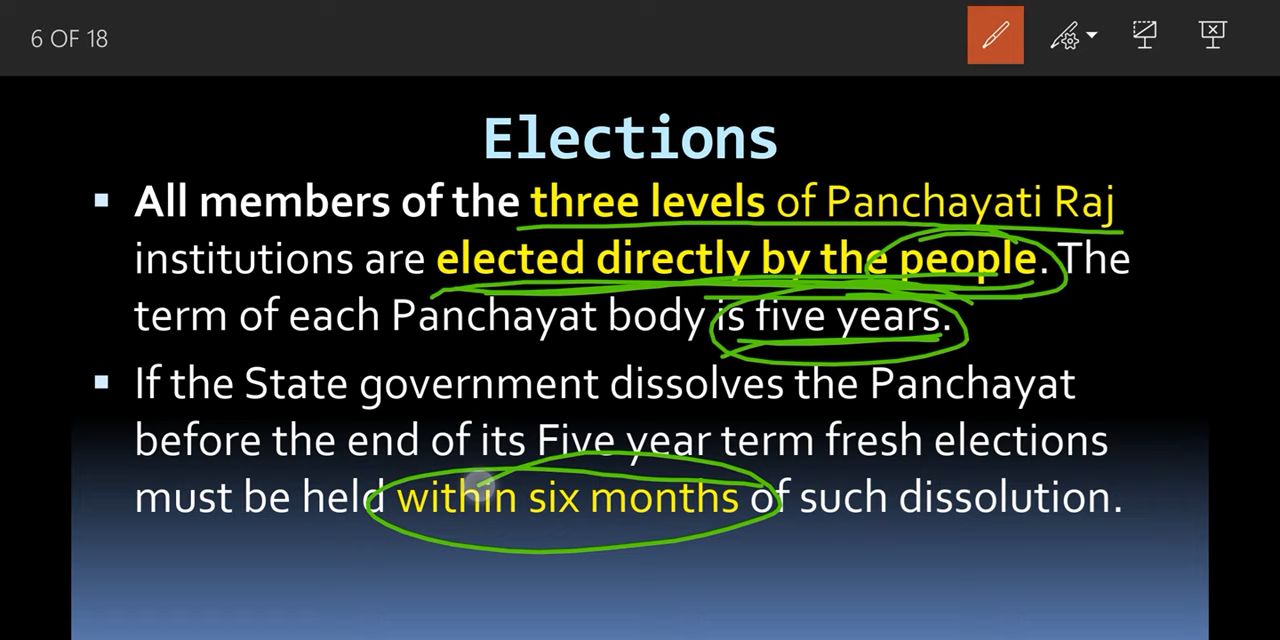 6 OF 18
Elections
All members of the three levels of Panchayati Raj
institutions are elected directly by the people. The
term of each Panchayat body is five years.
If the State government dissolves the Panchayat
before the end of its Five year term fresh elections
must be held within six months of such dissolution.